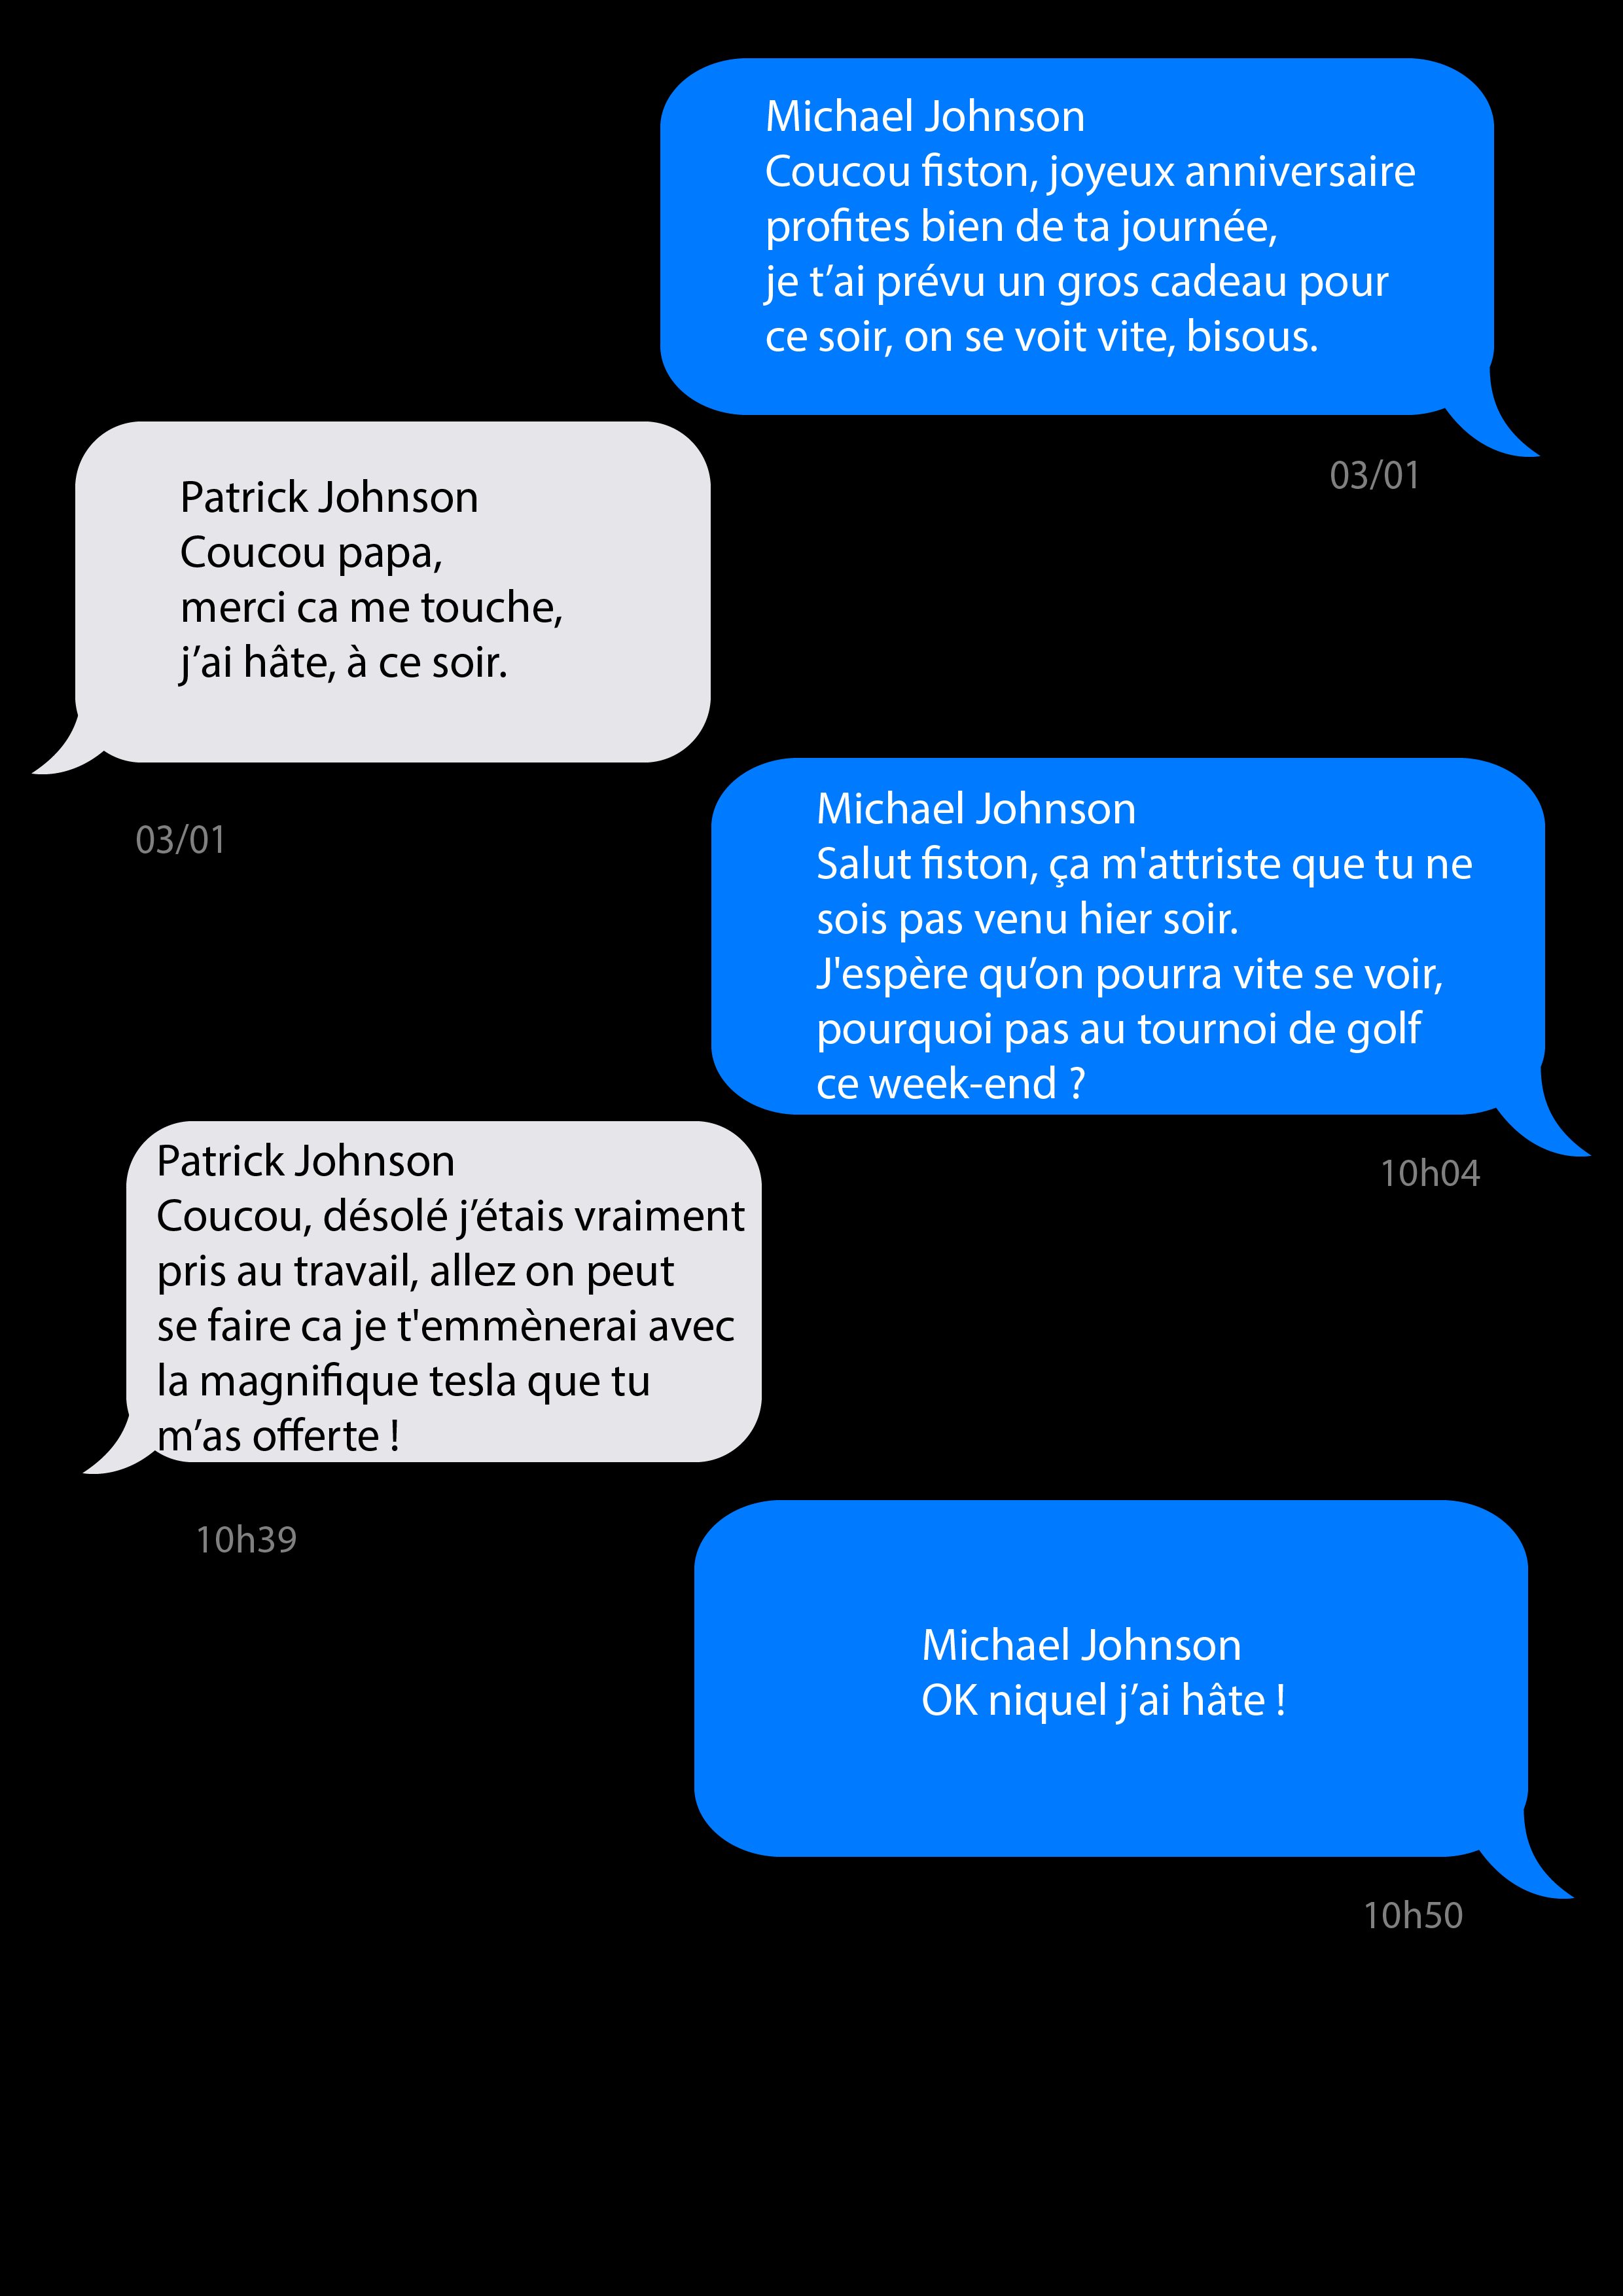 Michael Johnson
Coucou fiston, joyeux anniversaire
profites bien de ta journée,
je t’ai prévu un gros cadeau pour
ce soir, on se voit vite, bisous.
03/01
Patrick Johnson
Coucou papa,
merci ca me touche,
j’ai hâte, à ce soir.
03/01
Michael Johnson
Salut fiston, ça m'attriste que tu ne
sois pas venu hier soir.
J'espère qu’on pourra vite se voir,
pourquoi pas au tournoi de golf
ce week-end ?
10h04
Patrick Johnson
Coucou, désolé j’étais vraiment
pris au travail, allez on peut
se faire ca je t'emmènerai avec
la magnifique tesla que tu
m’as offerte !
10h39
Michael Johnson
OK niquel j’ai hâte !
10h50